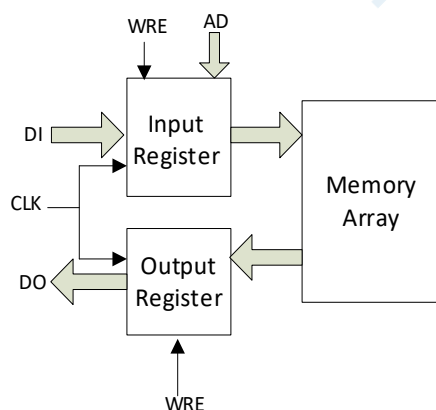 WRE
AD
DI
Input
Register
CLK
Memory
Array
DO
Output
Register
WRE